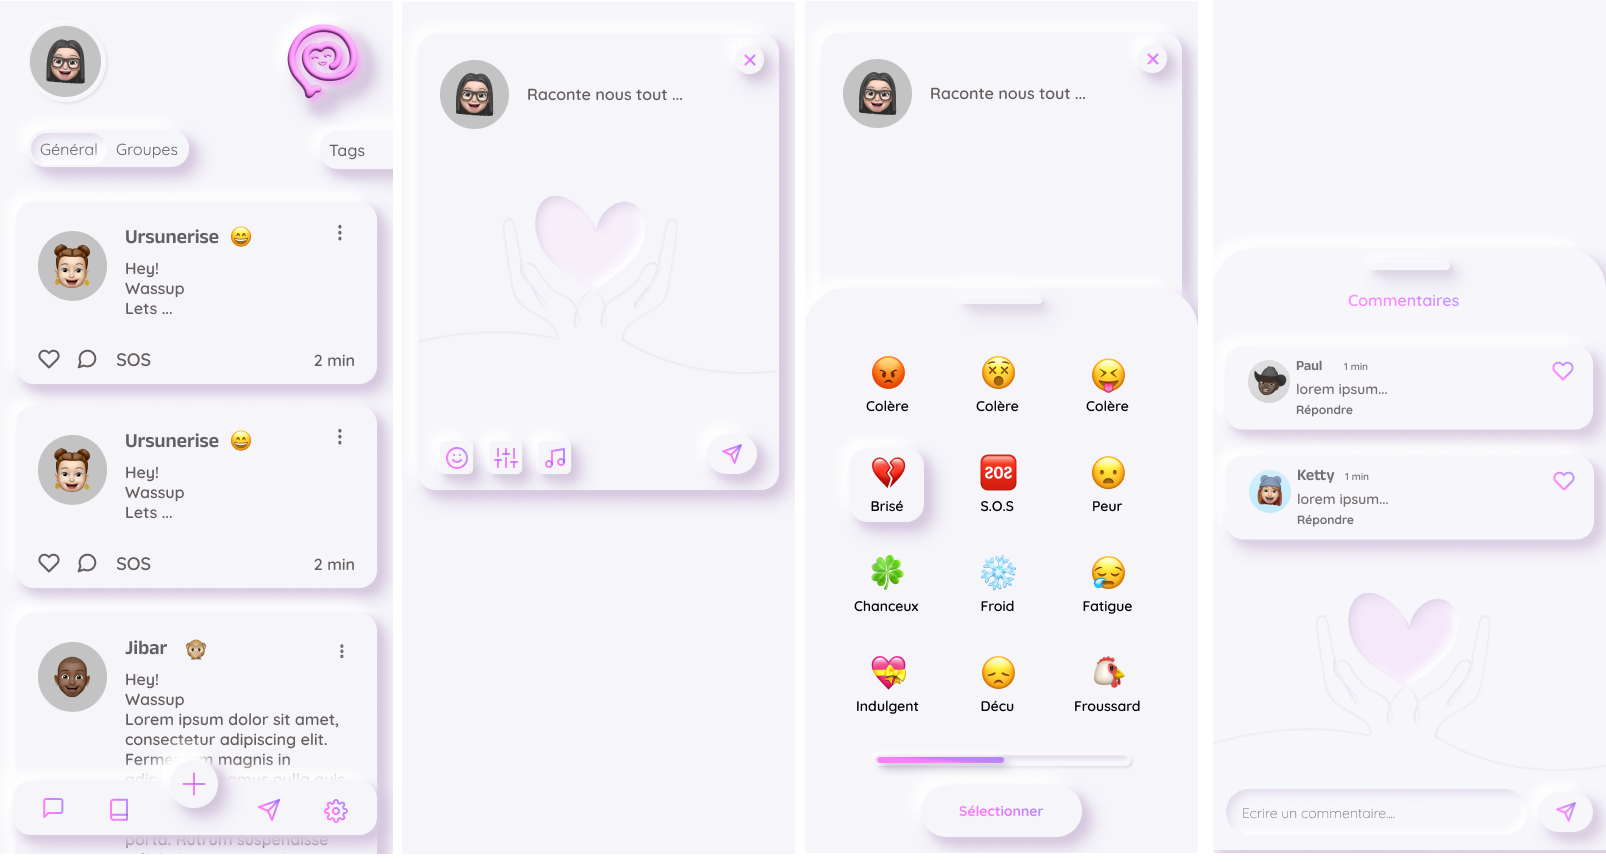 Général
Groupes
Tags
Ursunerise
Hey!
Wassup
Lets ...
SOS
2 min
Ursunerise
Hey!
Wassup
Lets ...
SOS
2 min
Jibar
Hey!
Wassup
Lorem ipsum dolor sit amet,
consectetur adipiscing elit.
magnis in
porta. Rutrum suspendisse
Raconte nous tout ...
Raconte nous tout ...
Colère
Colère
Colère
Brisé
SOS
S.O.S
Peur
Chanceux
Froid
Fatigue
Indulgent
Décu
Froussard
Sélectionner
Commentaires
Paul 1 min
lorem ipsum...
Répondre
Ketty 1 min
lorem ipsum...
Répondre
Ecrire un commentaire....